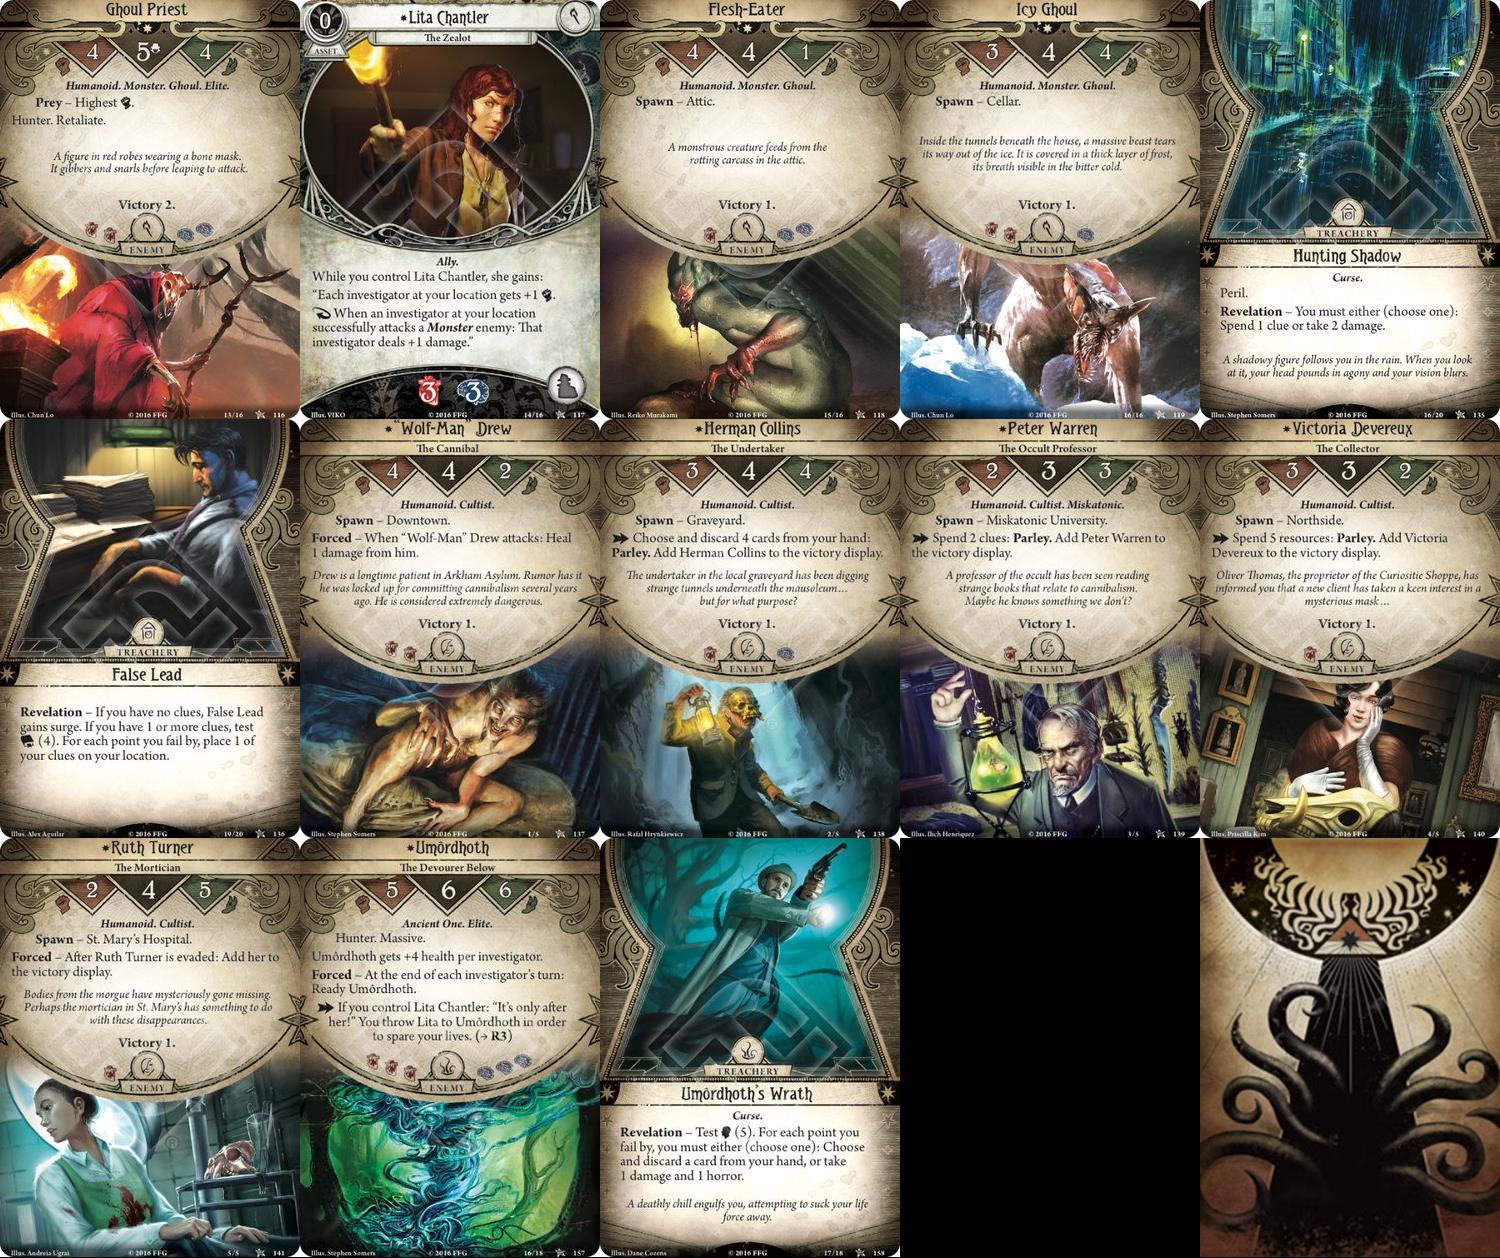 Ghoul Priest
4 5 4
Humanoid. Monster. Ghoul. Elite.
Prey – Highest .
Hunter. Retaliate.
A figure in red robes wearing a bone mask.
It gibbers and snarls before leaping to attack.
Victory 2.
ENEMY
Illus. Chun Lo © 2016 FFG 13/16 116
0
ASSET
Lita Chantler
The Zealot
Ally.
While you control Lita Chantler, she gains:
“Each investigator at your location gets +1 .
When an investigator at your location
successfully attacks a Monster enemy: That
investigator deals +1 damage.”
3 3
Illus. VIKO © 2016 FFG 14/16 117
Flesh-Eater
4 4 1
Humanoid. Monster. Ghoul.
Spawn – Attic.
A monstrous creature feeds from the
rotting carcass in the attic.
Victory 1.
ENEMY
Illus. Reiko Murakami © 2016 FFG 15/16 118
Icy Ghoul
3 4 4
Humanoid. Monster. Ghoul.
Spawn – Cellar.
Inside the tunnels beneath the house, a massive beast tears
its way out of the ice. It is covered in a thick layer of frost,
its breath visible in the bitter cold.
Victory 1.
ENEMY
Illus. Chun Lo © 2016 FFG 16/16 119
TREACHERY
Hunting Shadow
Curse.
Peril.
Revelation – You must either (choose one):
Spend 1 clue or take 2 damage.
A shadowy figure follows you in the rain. When you look
at it, your head pounds in agony and your vision blurs.
Illus. Stephen Somers © 2016 FFG 16/20 135
TREACHERY
False Lead
Revelation – If you have no clues, False Lead
gains surge. If you have 1 or more clues, test
(4). For each point you fail by, place 1 of
your clues on your location.
Illus. Alex Aguilar © 2016 FFG 19/20 136
“Wolf-Man” Drew
The Cannibal
4 4 2
Humanoid. Cultist.
Spawn – Downtown.
Forced – When “Wolf-Man” Drew attacks: Heal
1 damage from him.
Drew is a longtime patient in Arkham Asylum. Rumor has it
he was locked up for committing cannibalism several years
ago. He is considered extremely dangerous.
Victory 1.
ENEMY
Illus. Stephen Somers © 2016 FFG 1/5 137
Herman Collins
The Undertaker
3 4 4
Humanoid. Cultist.
Spawn – Graveyard.
Choose and discard 4 cards from your hand:
Parley. Add Herman Collins to the victory display.
The undertaker in the local graveyard has been digging
strange tunnels underneath the mausoleum…
but for what purpose?
Victory 1.
ENEMY
Illus. Rafał Hrynkiewicz © 2016 FFG 2/5 138
Peter Warren
The Occult Professor
2 3 3
Humanoid. Cultist. Miskatonic.
Spawn – Miskatonic University.
Spend 2 clues: Parley. Add Peter Warren to
the victory display.
A professor of the occult has been seen reading
strange books that relate to cannibalism.
Maybe he knows something we don’t?
Victory 1.
ENEMY
Illus. Ilich Henriquez © 2016 FFG 3/5 139
Victoria Devereux
The Collector
3 3 2
Humanoid. Cultist.
Spawn – Northside.
Spend 5 resources: Parley. Add Victoria
Devereux to the victory display.
Oliver Thomas, the proprietor of the Curiositie Shoppe, has
informed you that a new client has taken a keen interest in a
mysterious mask…
Victory 1.
ENEMY
Illus. Priscilla Kim © 2016 FFG 4/5 140
Ruth Turner
The Mortician
2 4 5
Humanoid. Cultist.
Spawn – St. Mary’s Hospital.
Forced – After Ruth Turner is evaded: Add her to
the victory display.
Bodies from the morgue have mysteriously gone missing.
Perhaps the mortician in St. Mary’s has something to do
with these disappearances.
Victory 1.
ENEMY
Illus. Andreia Ugrai 5/5 141
Umôrdhoth
The Devourer Below
5 6 6
Ancient One. Elite.
Hunter. Massive.
Umôrdhoth gets +4 health per investigator.
Forced – At the end of each investigator’s turn:
Ready Umôrdhoth.
If you control Lita Chantler: “It’s only after
her!” You throw Lita to Umôrdhoth in order
to spare your lives. (→ R3)
ENEMY
Illus. Stephen Somers © 2016 FFG 16/18 157
TREACHERY
Umôrdhoth’s Wrath
Curse.
Revelation – Test (5). For each point you
fail by, you must either (choose one): Choose
and discard a card from your hand, or take
1 damage and 1 horror.
A deathly chill engulfs you, attempting to suck your life
force away.
Illus. Dane Cozens © 2016 FFG 17/18 158